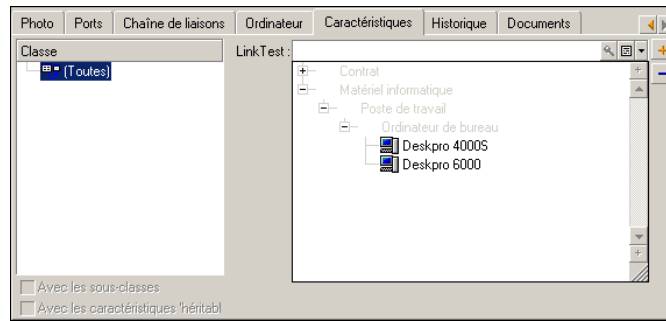 Photo Ports Chaîne de liaisons Ordinateur Caractéristiques Historique Documents
Classe LinkTest :
(Toutes)
Contrat
Matériel informatique
Poste de travail
Ordinateur de bureau
Deskpro 4000S
Deskpro 6000
Avec les sous-classes
Avec les caractéristiques 'héritabl